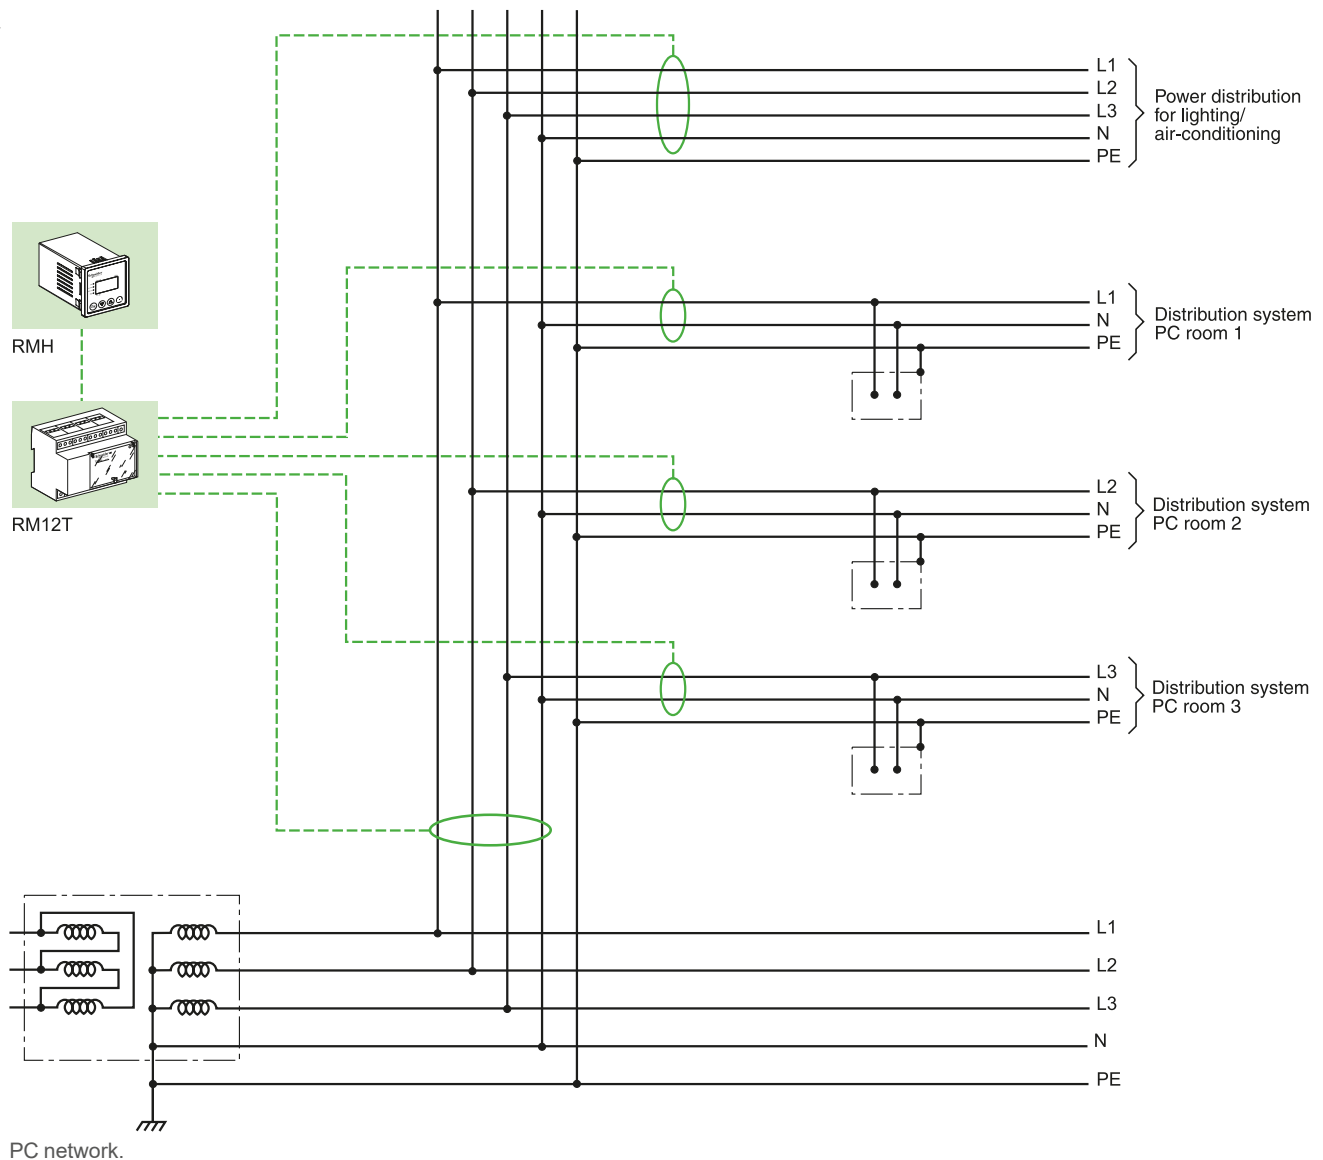 L1
L2
L3
N
PE
Power distribution
for lighting/
air-conditioning
RMH
L1
N
PE
Distribution system
PC room 1
RM12T
L2
N
PE
Distribution system
PC room 2
L3
N
PE
Distribution system
PC room 3
L1
L2
L3
N
PE
PC network.